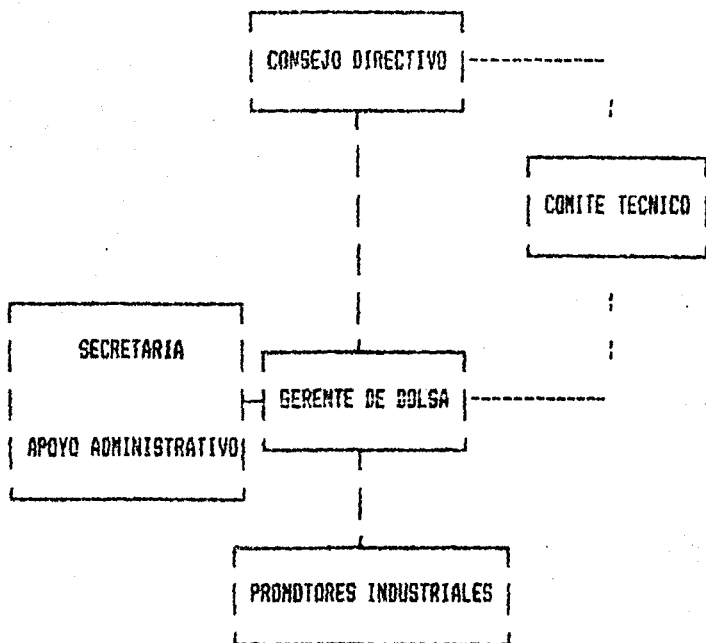 CONSEJO DIRECTIVO
COMITE TECNICO
SECRETARIA
GERENTE DE BOLSA
APOYO ADMINISTRATIVO
PROMOTORES INDUSTRIALES